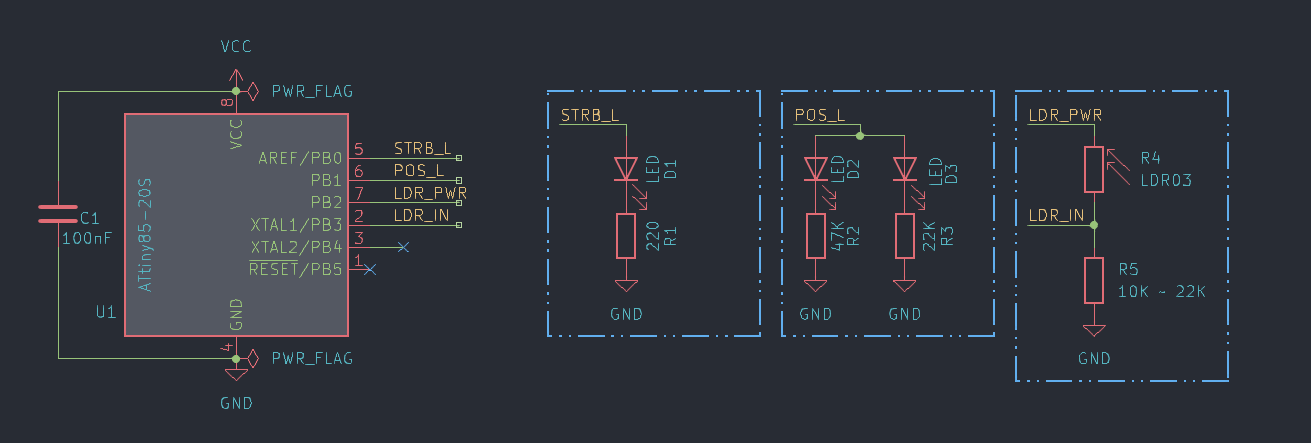 VCC
PWR_FLAG
8
VCC
AREF/PB0
5
STRB_L
PB1
6
POS_L
PB2
7
LDR_PWR
XTAL1/PB3
2
LDR_IN
XTAL2/PB4
3
RESET/PB5
1
ATtiny85-20S
C1
100nF
U1
GND
4
PWR_FLAG
GND
STRB_L
LED
D1
220
R1
GND
POS_L
LED
D2
LED
D3
47K
R2
22K
R3
GND
GND
LDR_PWR
R4
LDR03
LDR_IN
R5
10K ~ 22K
GND